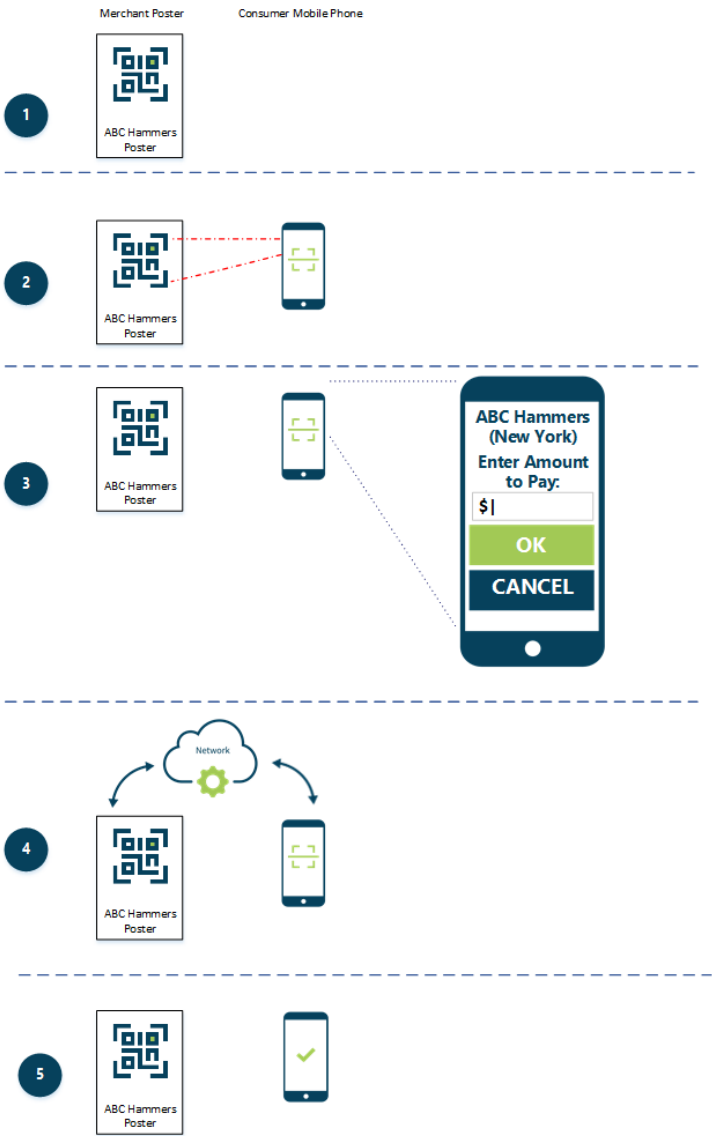 Merchant Poster
Consumer Mobile Phone
1
ABC Hammers
Poster
2
ABC Hammers
Poster
3
ABC Hammers
Poster
ABC Hammers
(New York)
Enter Amount
to Pay:
$|
OK
CANCEL
Network
4
ABC Hammers
Poster
5
ABC Hammers
Poster